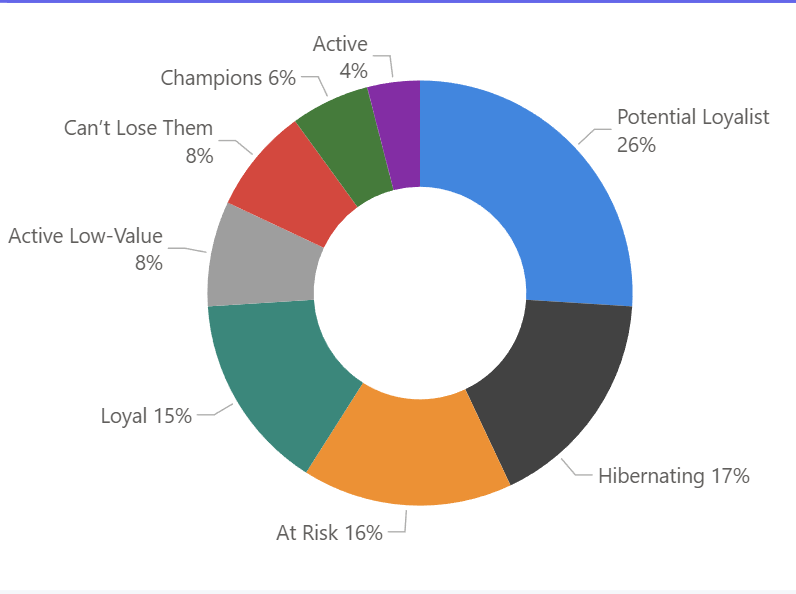 Active
4%
Champions 6%
Can’t Lose Them
8%
Active Low-Value
8%
Loyal 15%
At Risk 16%
Hibernating 17%
Potential Loyalist
26%